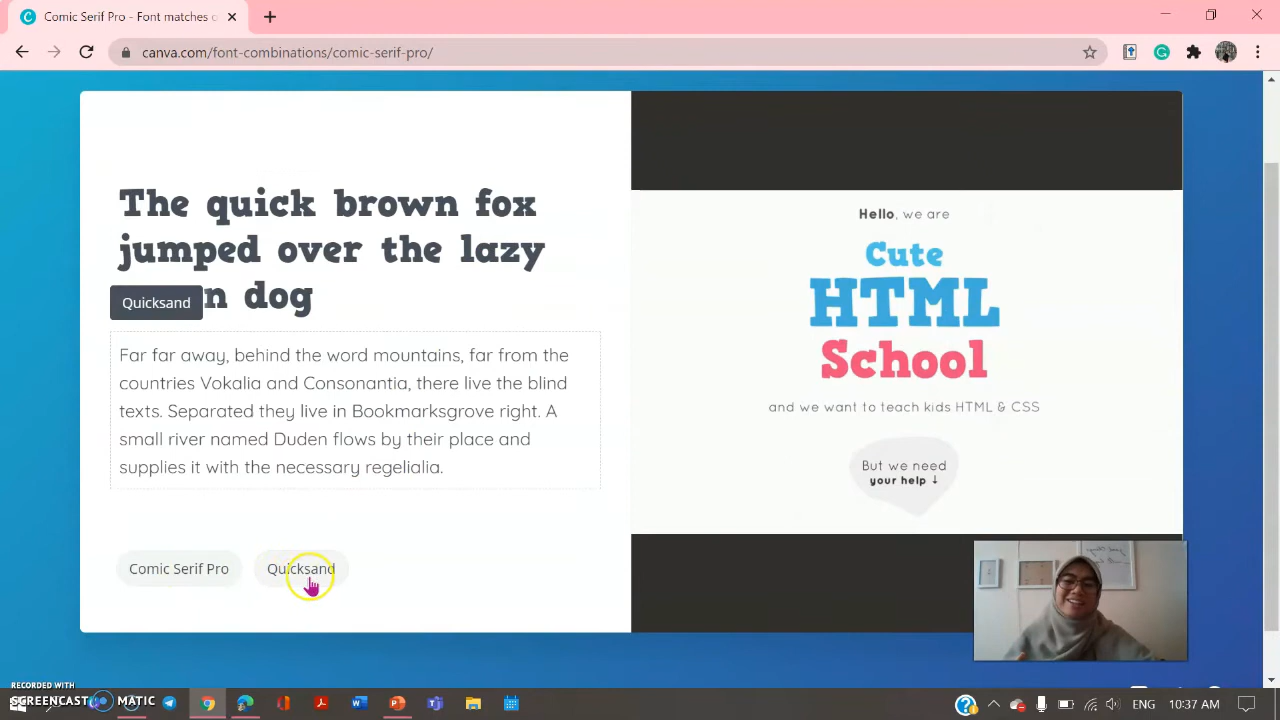 Comic Serif Pro - Font matches o
canva.com/font-combinations/comic-serif-pro/
The quick brown fox
jumped over the lazy
n dog
Quicksand
Far far away, behind the word mountains, far from the
countries Vokalia and Consonantia, there live the blind
texts. Separated they live in Bookmarksgrove right. A
small river named Duden flows by their place and
supplies it with the necessary regelialia.
Comic Serif Pro
Quicksand
Hello, we are
Cute
HTML
School
and we want to teach kids HTML & CSS
But we need
your help ↓
RECORDED WITH
SCREENCAST MATIC
10:37 AM